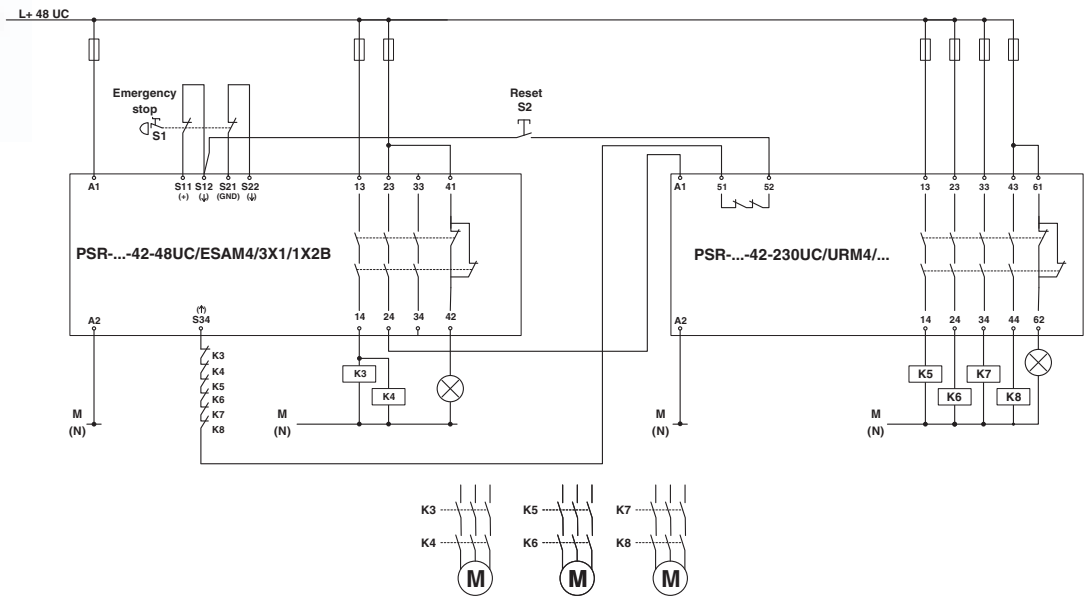 L+ 48 UC
Emergency
stop
S1
Reset
S2
A1
S11
(+)
S12
(↓)
S21
(GND)
S22
(↓)
13
23
33
41
PSR-...-42-48UC/ESAM4/3X1/1X2B
A2
(↑)
S34
14
24
34
42
K3
K4
K5
K6
K7
K8
M
(N)
K3
K4
M
(N)
A1
51
52
13
23
33
43
61
PSR-...-42-230UC/URM4/...
A2
14
24
34
44
62
K5
K6
K7
K8
M
(N)
M
(N)
K3
K4
M
K5
K6
M
K7
K8
M